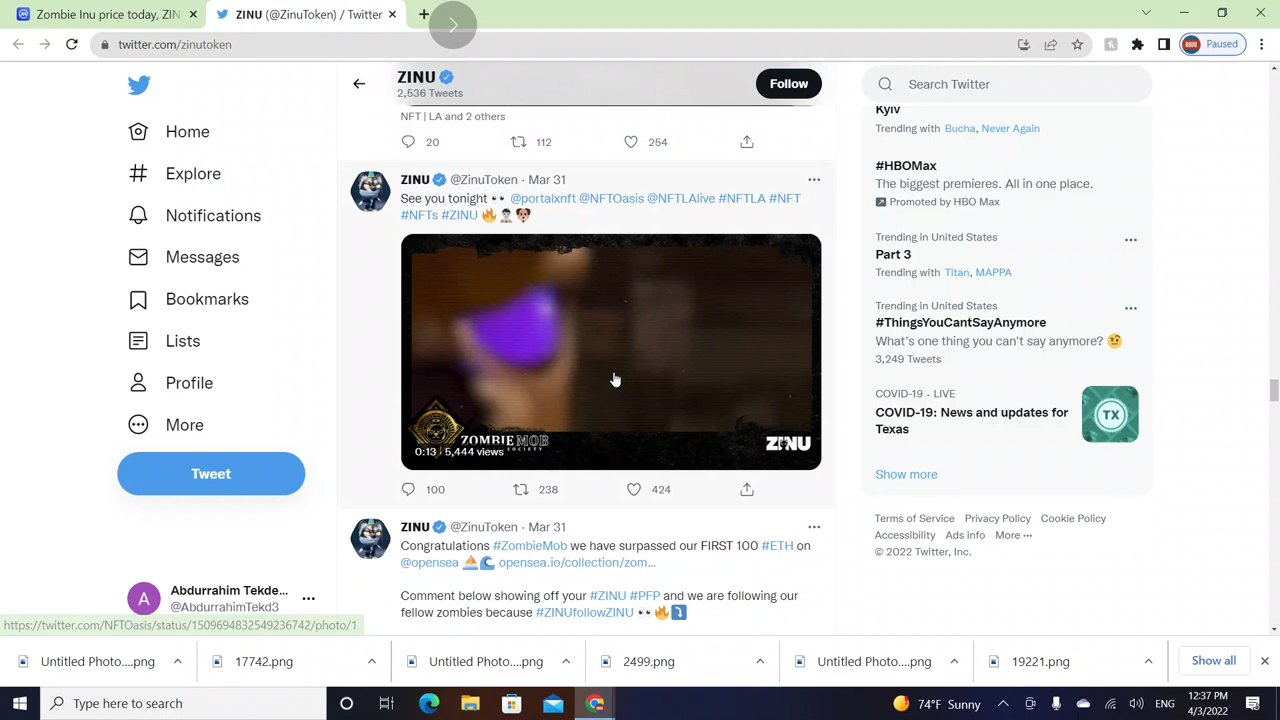 Zombie Inu price today, ZIN
ZINU (@ZinuToken) / Twitter
twitter.com/zinutoken
Paused
Home
Explore
Notifications
Messages
Bookmarks
Lists
Profile
More
Tweet
Abdurrahim Tekde...
@AbdurrahimTekd3
https://twitter.com/NFTOasis/status/1509694832549236742/photo/1
ZINU
2,536 Tweets
Follow
NFT | LA and 2 others
20 112 254
ZINU @ZinuToken · Mar 31
See you tonight 👀 @portalxnft @NFTOasis @NFTLAlive #NFTLA #NFT
#NFTs #ZINU 🔥🧟🐶
ZOMBIE MOB
SOCIETY
0:13 5,444 views
ZINU
100 238 424
ZINU @ZinuToken · Mar 31
Congratulations #ZombieMob we have surpassed our FIRST 100 #ETH on
@opensea ⛵🌊 opensea.io/collection/zom...
Comment below showing off your #ZINU #PFP and we are following our
fellow zombies because #ZINUfollowZINU 👀🔥⤵️
Search Twitter
Kyiv
Trending with Bucha, Never Again
#HBOMax
The biggest premieres. All in one place.
Promoted by HBO Max
Trending in United States
Part 3
Trending with Titan, MAPPA
Trending in United States
#ThingsYouCantSayAnymore
What's one thing you can't say anymore? 🤨
3,249 Tweets
COVID-19 · LIVE
COVID-19: News and updates for
Texas
TX
Show more
Terms of Service Privacy Policy Cookie Policy
Accessibility Ads info More ···
© 2022 Twitter, Inc.
Untitled Photo....png
17742.png
Untitled Photo....png
2499.png
Untitled Photo....png
19221.png
Show all
Type here to search
74°F Sunny
ENG
12:37 PM
4/3/2022